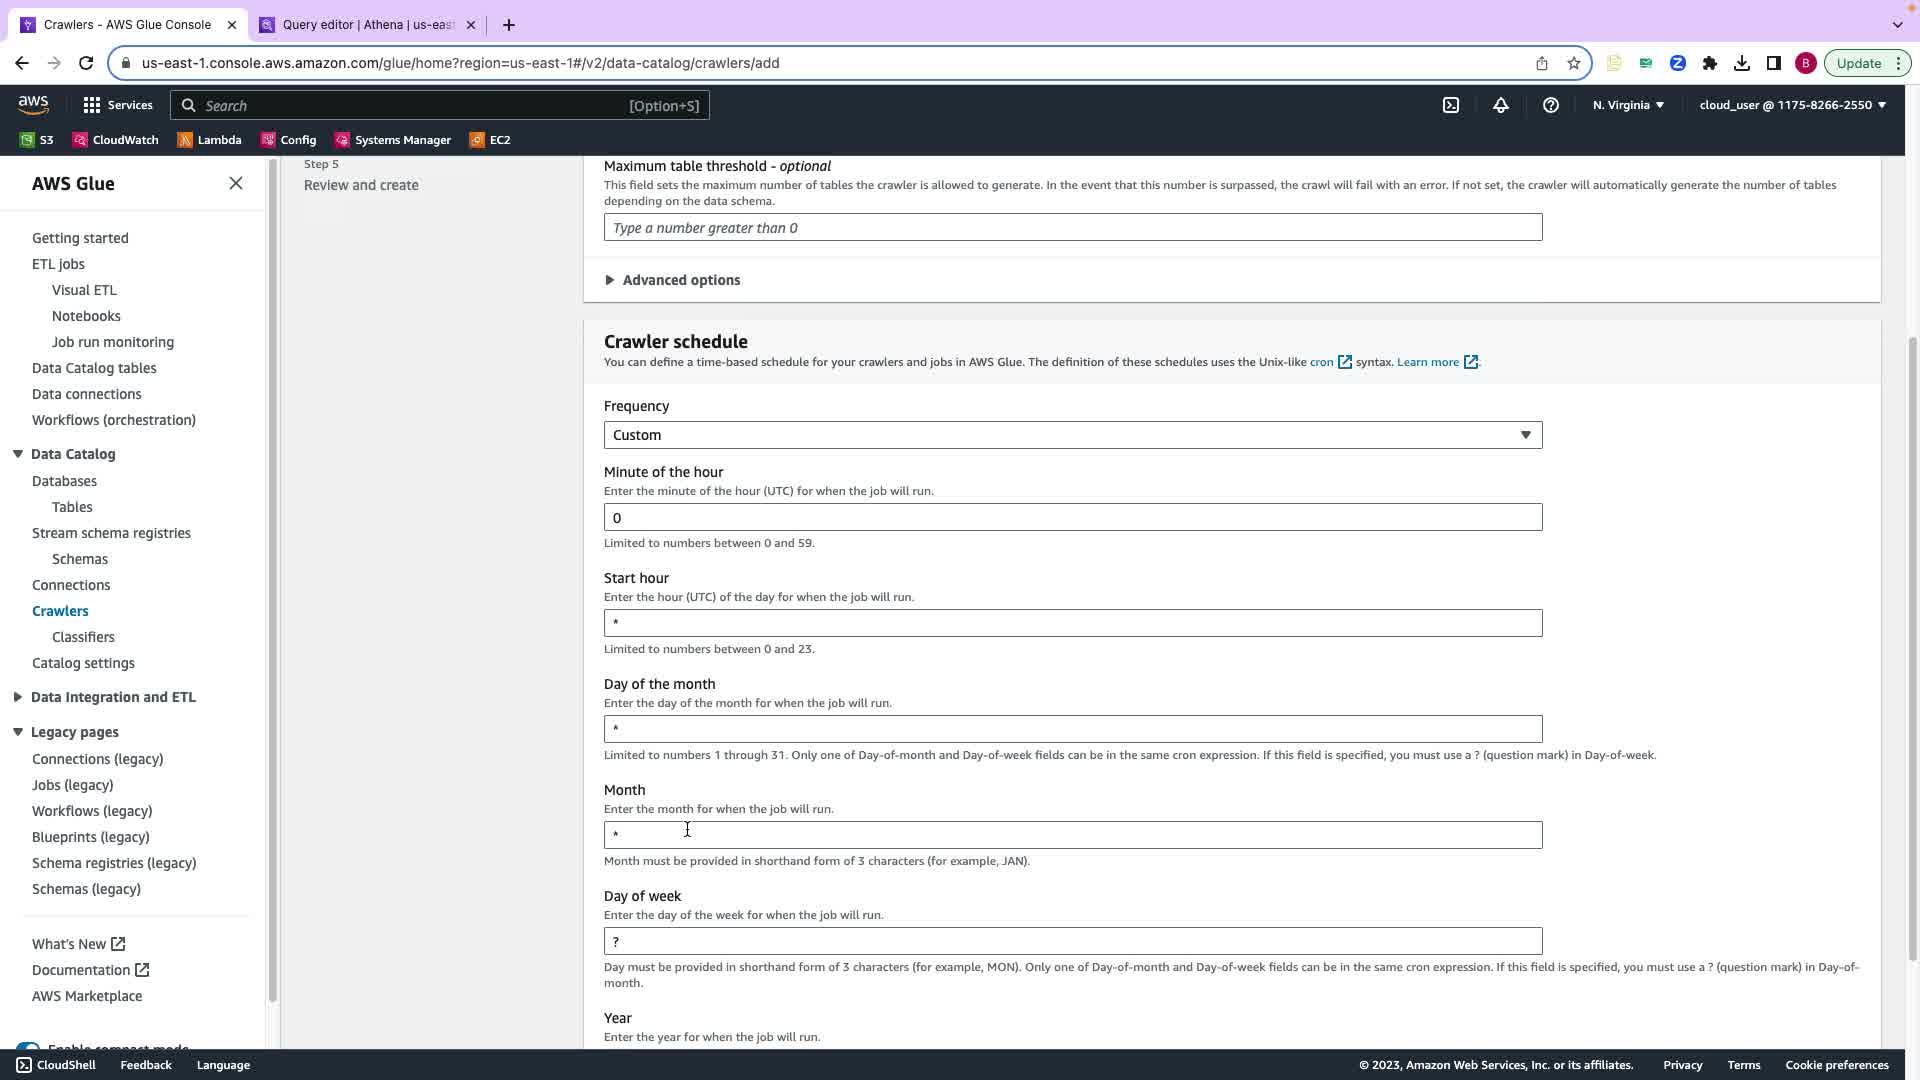 Crawlers - AWS Glue Console
Query editor | Athena | us-eas
us-east-1.console.aws.amazon.com/glue/home?region=us-east-1#/v2/data-catalog/crawlers/add
B
Update
aws
Services
Search
[Option+S]
N. Virginia
cloud_user @ 1175-8266-2550
S3
CloudWatch
Lambda
Config
Systems Manager
EC2
AWS Glue
Getting started
ETL jobs
Visual ETL
Notebooks
Job run monitoring
Data Catalog tables
Data connections
Workflows (orchestration)
Data Catalog
Databases
Tables
Stream schema registries
Schemas
Connections
Crawlers
Classifiers
Catalog settings
Data Integration and ETL
Legacy pages
Connections (legacy)
Jobs (legacy)
Workflows (legacy)
Blueprints (legacy)
Schema registries (legacy)
Schemas (legacy)
What's New
Documentation
AWS Marketplace
Enable compact mode
Step 5
Review and create
Maximum table threshold - optional
This field sets the maximum number of tables the crawler is allowed to generate. In the event that this number is surpassed, the crawl will fail with an error. If not set, the crawler will automatically generate the number of tables
depending on the data schema.
Type a number greater than 0
Advanced options
Crawler schedule
You can define a time-based schedule for your crawlers and jobs in AWS Glue. The definition of these schedules uses the Unix-like cron syntax. Learn more.
Frequency
Custom
Minute of the hour
Enter the minute of the hour (UTC) for when the job will run.
0
Limited to numbers between 0 and 59.
Start hour
Enter the hour (UTC) of the day for when the job will run.
*
Limited to numbers between 0 and 23.
Day of the month
Enter the day of the month for when the job will run.
*
Limited to numbers 1 through 31. Only one of Day-of-month and Day-of-week fields can be in the same cron expression. If this field is specified, you must use a ? (question mark) in Day-of-week.
Month
Enter the month for when the job will run.
*
Month must be provided in shorthand form of 3 characters (for example, JAN).
Day of week
Enter the day of the week for when the job will run.
?
Day must be provided in shorthand form of 3 characters (for example, MON). Only one of Day-of-month and Day-of-week fields can be in the same cron expression. If this field is specified, you must use a ? (question mark) in Day-of-
month.
Year
Enter the year for when the job will run.
CloudShell
Feedback
Language
© 2023, Amazon Web Services, Inc. or its affiliates.
Privacy
Terms
Cookie preferences